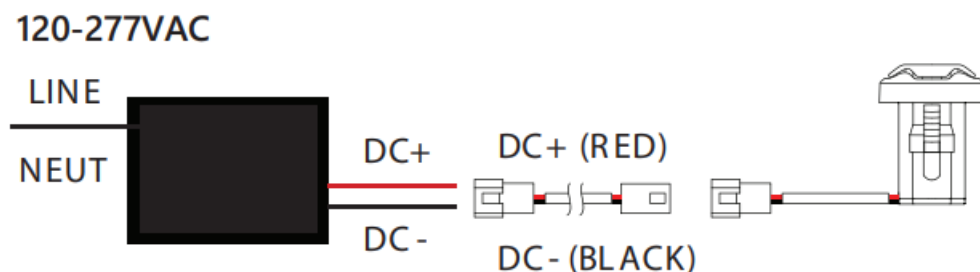 120-277VAC
LINE
NEUT
DC+
DC-
DC+ (RED)
DC- (BLACK)